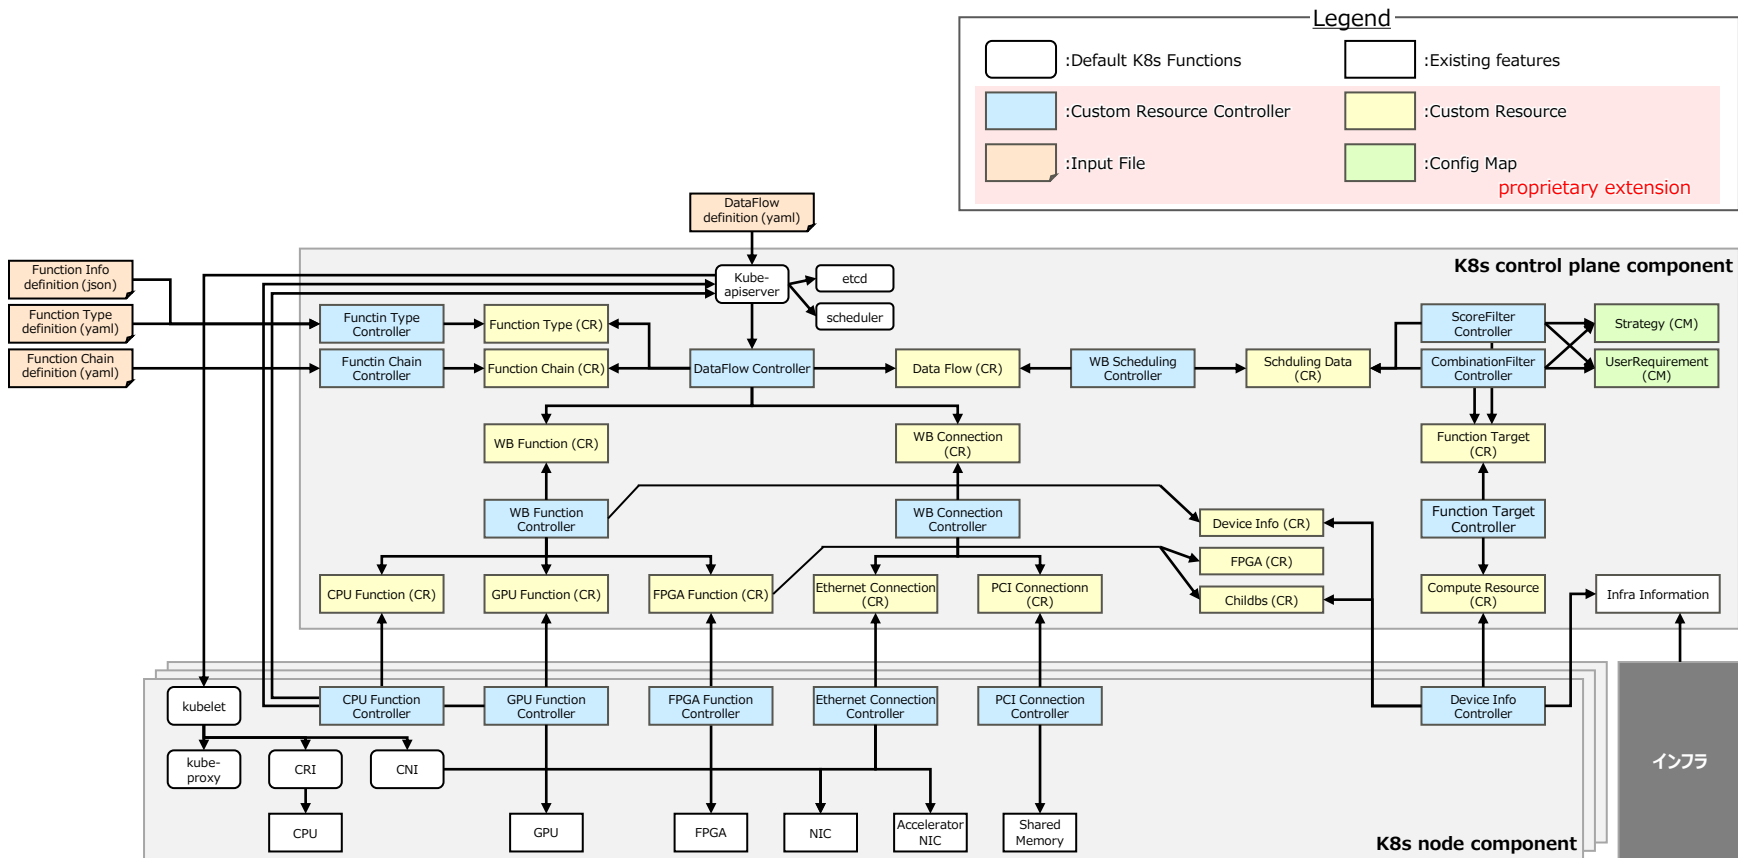 Legend
:Default K8s Functions
:Existing features
:Custom Resource Controller
:Custom Resource
:Input File
:Config Map
proprietary extension
DataFlow
definition (yaml)
Function Info
definition (json)
Function Type
definition (yaml)
Function Chain
definition (yaml)
K8s control plane component
Kube-
apiserver
etcd
scheduler
Functin Type
Controller
Function Type (CR)
Functin Chain
Controller
Function Chain (CR)
DataFlow Controller
Data Flow (CR)
WB Scheduling
Controller
Schduling Data
(CR)
ScoreFilter
Controller
CombinationFilter
Controller
Strategy (CM)
UserRequirement
(CM)
WB Function (CR)
WB Connection
(CR)
Function Target
(CR)
WB Function
Controller
WB Connection
Controller
Device Info (CR)
Function Target
Controller
FPGA (CR)
CPU Function (CR)
GPU Function (CR)
FPGA Function (CR)
Ethernet Connection
(CR)
PCI Connectionn
(CR)
Childbs (CR)
Compute Resource
(CR)
Infra Information
kubelet
CPU Function
Controller
GPU Function
Controller
FPGA Function
Controller
Ethernet Connection
Controller
PCI Connection
Controller
Device Info
Controller
kube-
proxy
CRI
CNI
インフラ
CPU
GPU
FPGA
NIC
Accelerator
NIC
Shared
Memory
K8s node component